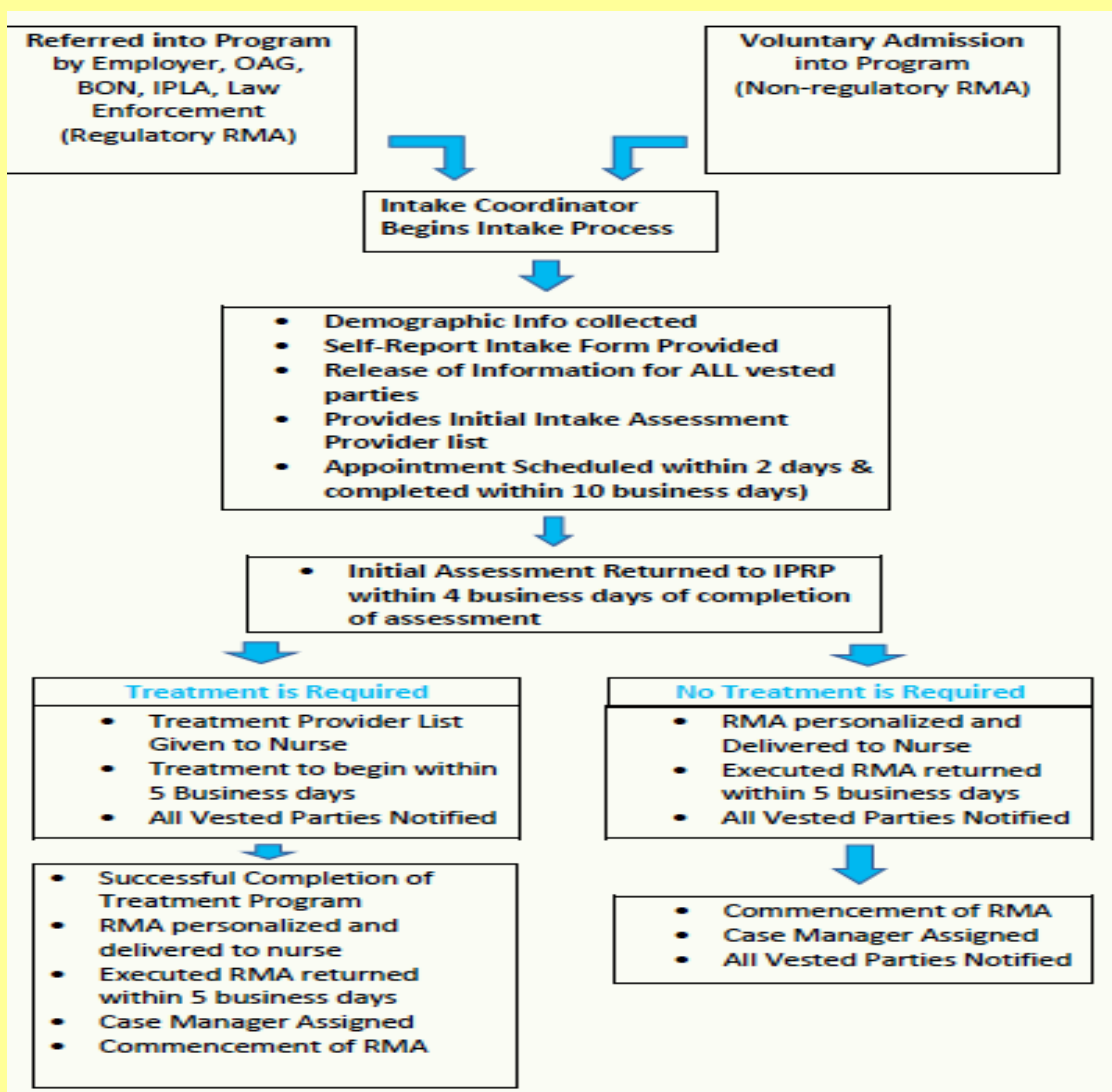 Referred into Program
by Employer, OAG,
BON, IPLA, Law
Enforcement
(Regulatory RMA)
Voluntary Admission
into Program
(Non-regulatory RMA)
Intake Coordinator
Begins Intake Process
• Demographic Info collected
• Self-Report Intake Form Provided
• Release of Information for ALL vested
parties
• Provides Initial Intake Assessment
Provider list
• Appointment Scheduled within 2 days &
completed within 10 business days)
• Initial Assessment Returned to IPRP
within 4 business days of completion
of assessment
Treatment is Required
• Treatment Provider List
Given to Nurse
• Treatment to begin within
5 Business days
• All Vested Parties Notified
• Successful Completion of
Treatment Program
• RMA personalized and
delivered to nurse
• Executed RMA returned
within 5 business days
• Case Manager Assigned
• Commencement of RMA
No Treatment is Required
• RMA personalized and
Delivered to Nurse
• Executed RMA returned
within 5 business days
• All Vested Parties Notified
• Commencement of RMA
• Case Manager Assigned
• All Vested Parties Notified